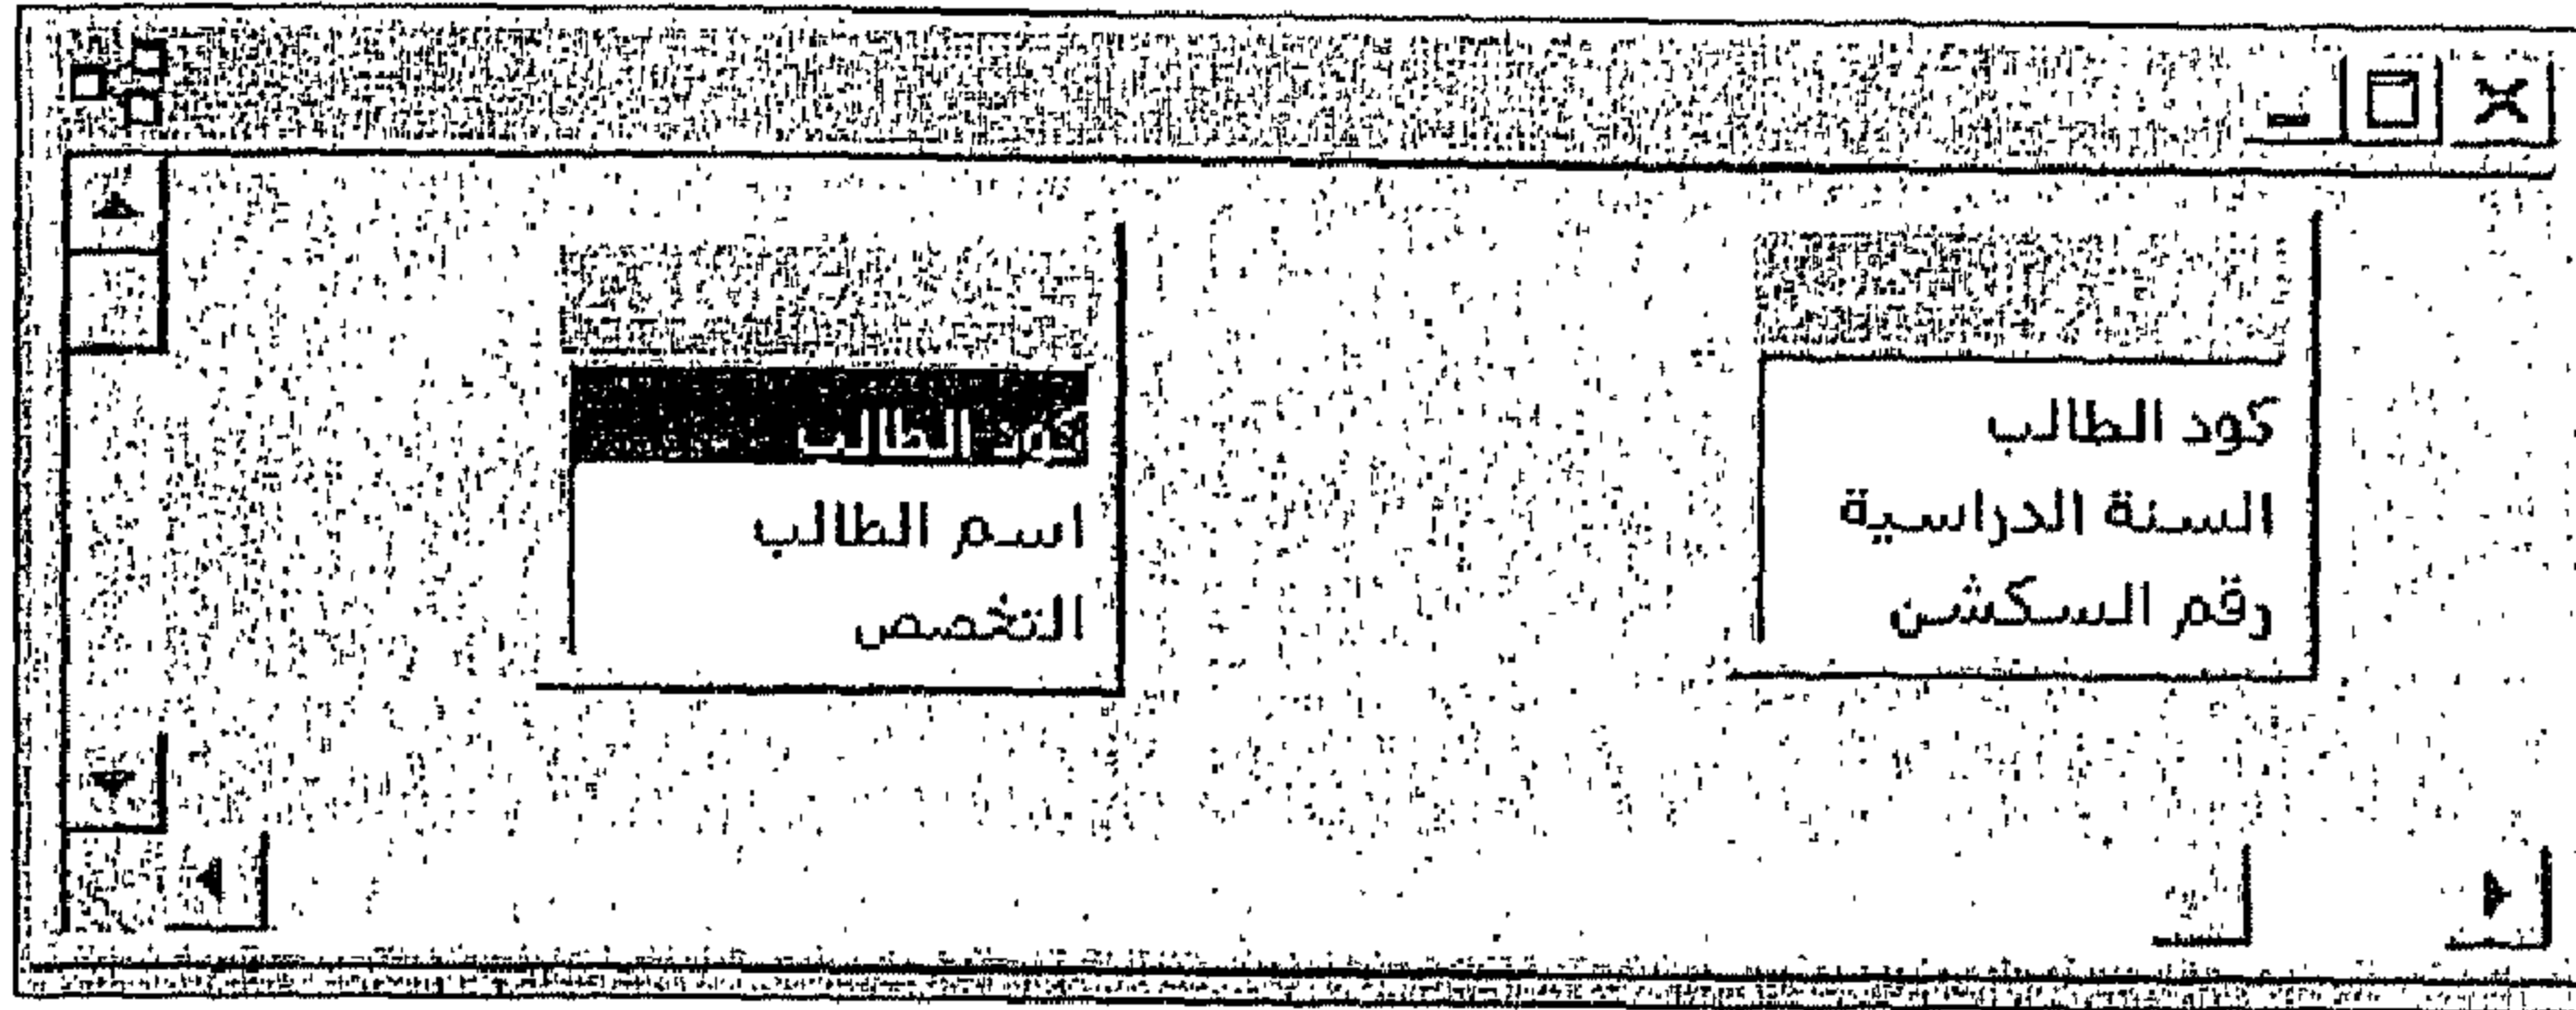 كود الطالب
السنة الدراسية
رقم السكشن
كود الطالب
اسم الطالب
التخصص